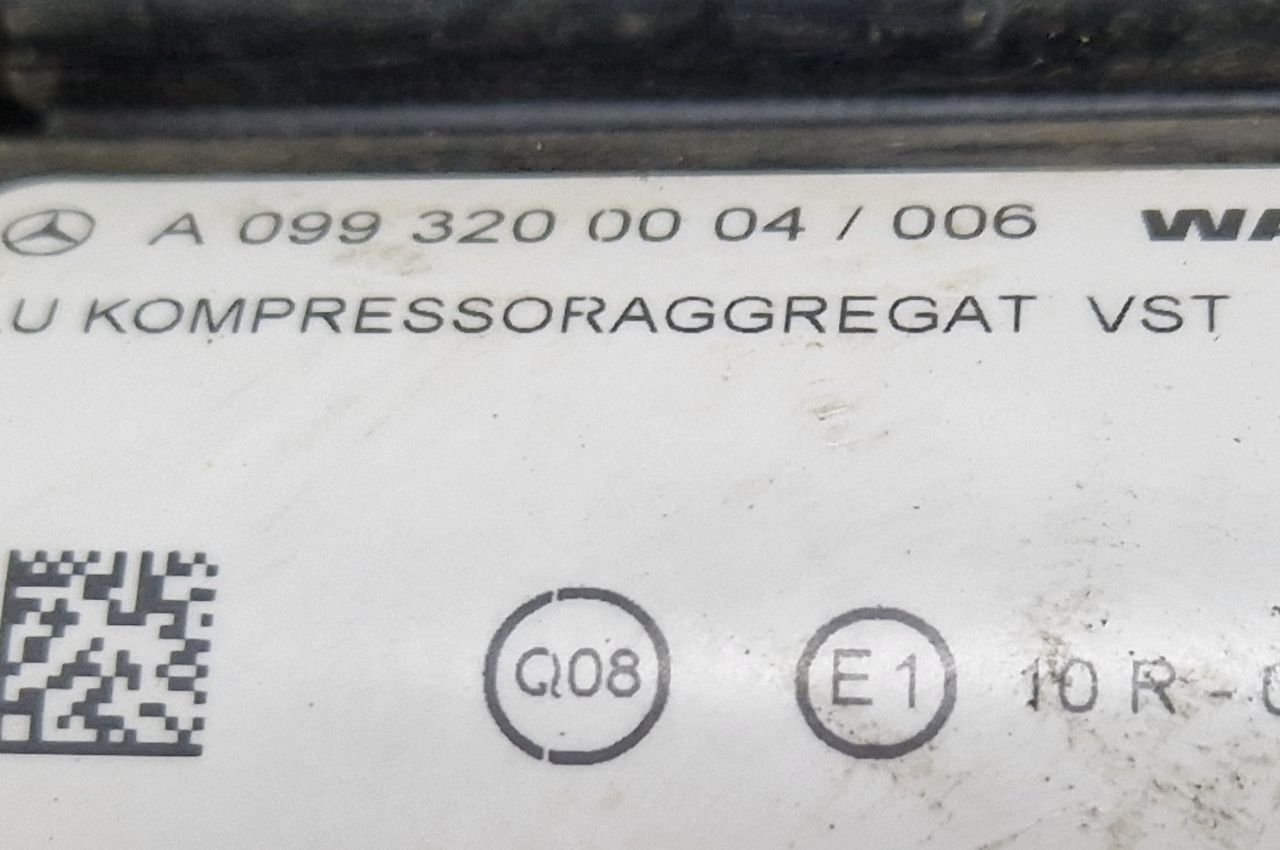 A 099 320 00 04 / 006
KOMPRESSORAGGREGAT VST
Q08
E1 10 R -